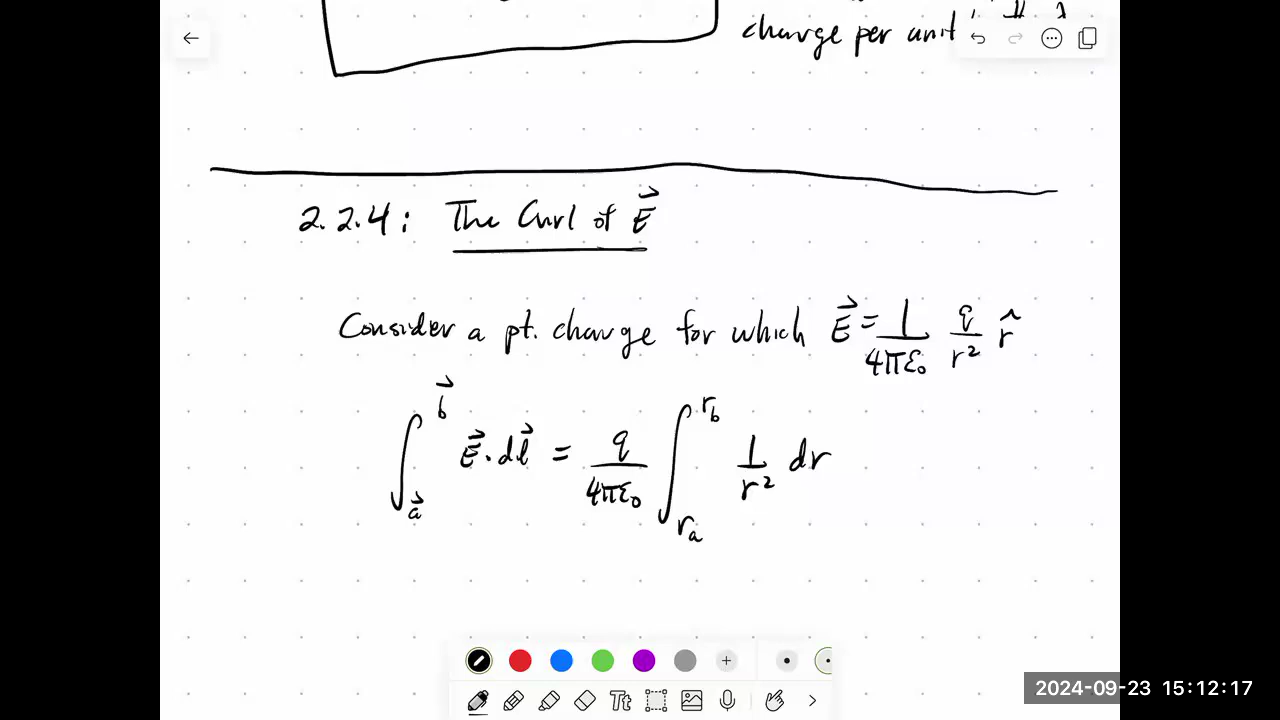 charge per unit
2.2.4: The Curl of E⃗
Consider a pt. charge for which E⃗ = 1/4πε₀ q/r² r̂
∫_a⃗^b⃗ E⃗·dl⃗ = q/4πε₀ ∫_{r_a}^{r_b} 1/r² dr
Tt
2024-09-23 15:12:17